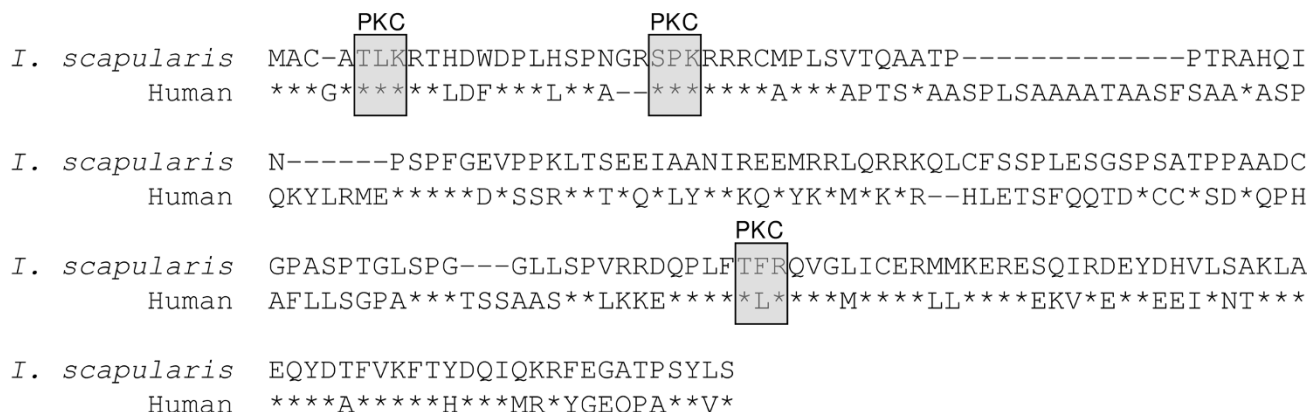 PKC PKC
I. scapularis MAC-ATLKRTHDWDPLHSPNGRSPKRRRCMPLSVTQAATP-------------PTRAHQI
Human ***G*****LDF***L**A--*******A***APTS*AASPLSAAAATAASFSAA*ASP
I. scapularis N------PSPFGEVPPKLTSEEIAANIREEMRRLQRRKQLCFSSPLESGSPSATPPAADC
Human QKYLRME*****D*SSR**T*Q*LY**KQ*YK*M*K*R--HLETSFQQTD*CC*SD*QPH
PKC
I. scapularis GPASPTGLSPG---GLLSPVRRDQPLFTFRQVGLICERMMKERESQIRDEYDHVLSAKLA
Human AFLLSGPA***TSSAAS**LKKE*****L****M****LL****EKV*E**EEI*NT***
I. scapularis EQYDTFVKFTYDQIQKRFEGATPSYLS
Human ****A*****H***MR*YGEQPA**V*